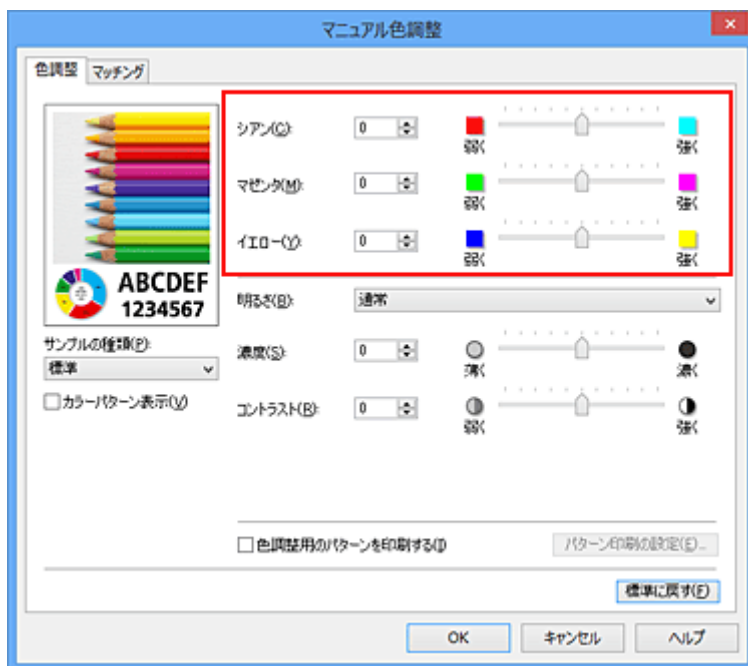 マニュアル色調整
色調整 マッチング
シアン(C): 0 弱く 強く
マゼンタ(M): 0 弱く 強く
イエロー(Y): 0 弱く 強く
ABCDEF
1234567
サンプルの種類(P):
標準
カラーパターン表示(V)
明るさ(B): 通常
濃度(S): 0 薄く 濃く
コントラスト(R): 0 弱く 強く
色調整用のパターンを印刷する(I) パターン印刷の設定(E)...
標準に戻す(F)
OK キャンセル ヘルプ